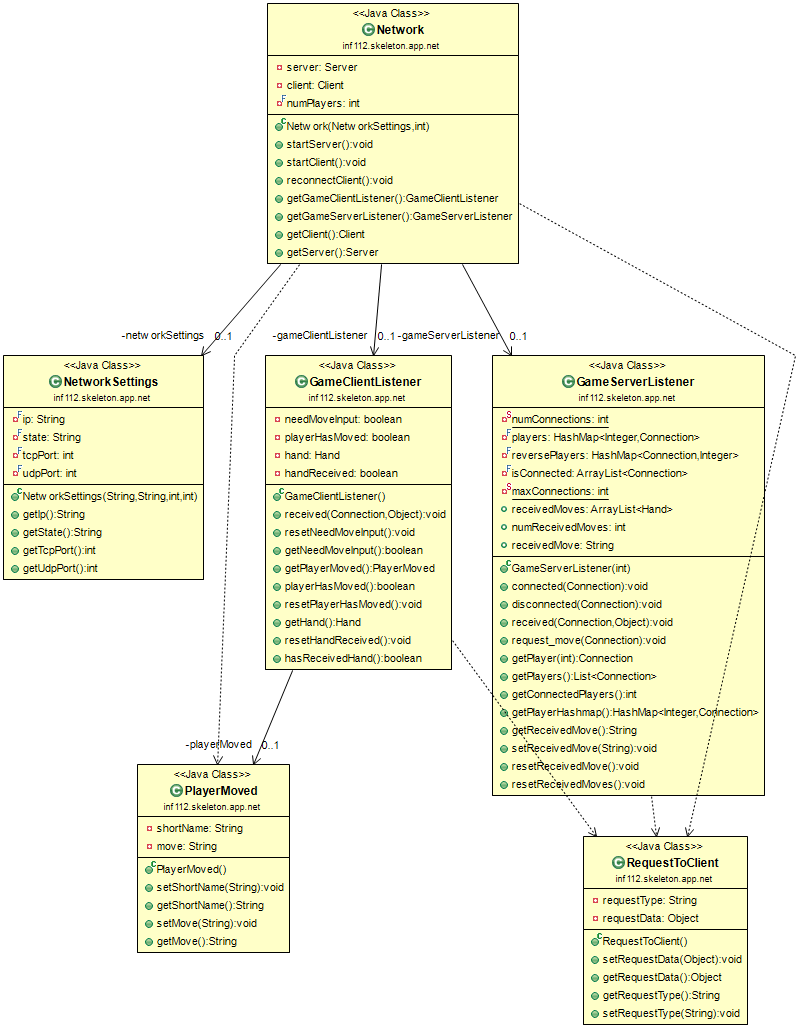 <<Java Class>>
Network
inf112.skeleton.app.net
server: Server
client: Client
numPlayers: int
Network(NetworkSettings,int)
startServer():void
startClient():void
reconnectClient():void
getGameClientListener():GameClientListener
getGameServerListener():GameServerListener
getClient():Client
getServer():Server
-networkSettings 0..1
-gameClientListener 0..1
-gameServerListener 0..1
<<Java Class>>
NetworkSettings
inf112.skeleton.app.net
ip: String
state: String
tcpPort: int
udpPort: int
NetworkSettings(String,String,int,int)
getIp():String
getState():String
getTcpPort():int
getUdpPort():int
<<Java Class>>
GameClientListener
inf112.skeleton.app.net
needMoveInput: boolean
playerHasMoved: boolean
hand: Hand
handReceived: boolean
GameClientListener()
received(Connection,Object):void
resetNeedMoveInput():void
getNeedMoveInput():boolean
getPlayerMoved():PlayerMoved
playerHasMoved():boolean
resetPlayerHasMoved():void
getHand():Hand
resetHandReceived():void
hasReceivedHand():boolean
<<Java Class>>
GameServerListener
inf112.skeleton.app.net
numConnections: int
players: HashMap<Integer,Connection>
reversePlayers: HashMap<Connection,Integer>
isConnected: ArrayList<Connection>
maxConnections: int
receivedMoves: ArrayList<Hand>
numReceivedMoves: int
receivedMove: String
GameServerListener(int)
connected(Connection):void
disconnected(Connection):void
received(Connection,Object):void
request_move(Connection):void
getPlayer(int):Connection
getPlayers():List<Connection>
getConnectedPlayers():int
getPlayerHashmap():HashMap<Integer,Connection>
getReceivedMove():String
setReceivedMove(String):void
resetReceivedMove():void
resetReceivedMoves():void
-playerMoved 0..1
<<Java Class>>
PlayerMoved
inf112.skeleton.app.net
shortName: String
move: String
PlayerMoved()
setShortName(String):void
getShortName():String
setMove(String):void
getMove():String
<<Java Class>>
RequestToClient
inf112.skeleton.app.net
requestType: String
requestData: Object
RequestToClient()
setRequestData(Object):void
getRequestData():Object
getRequestType():String
setRequestType(String):void